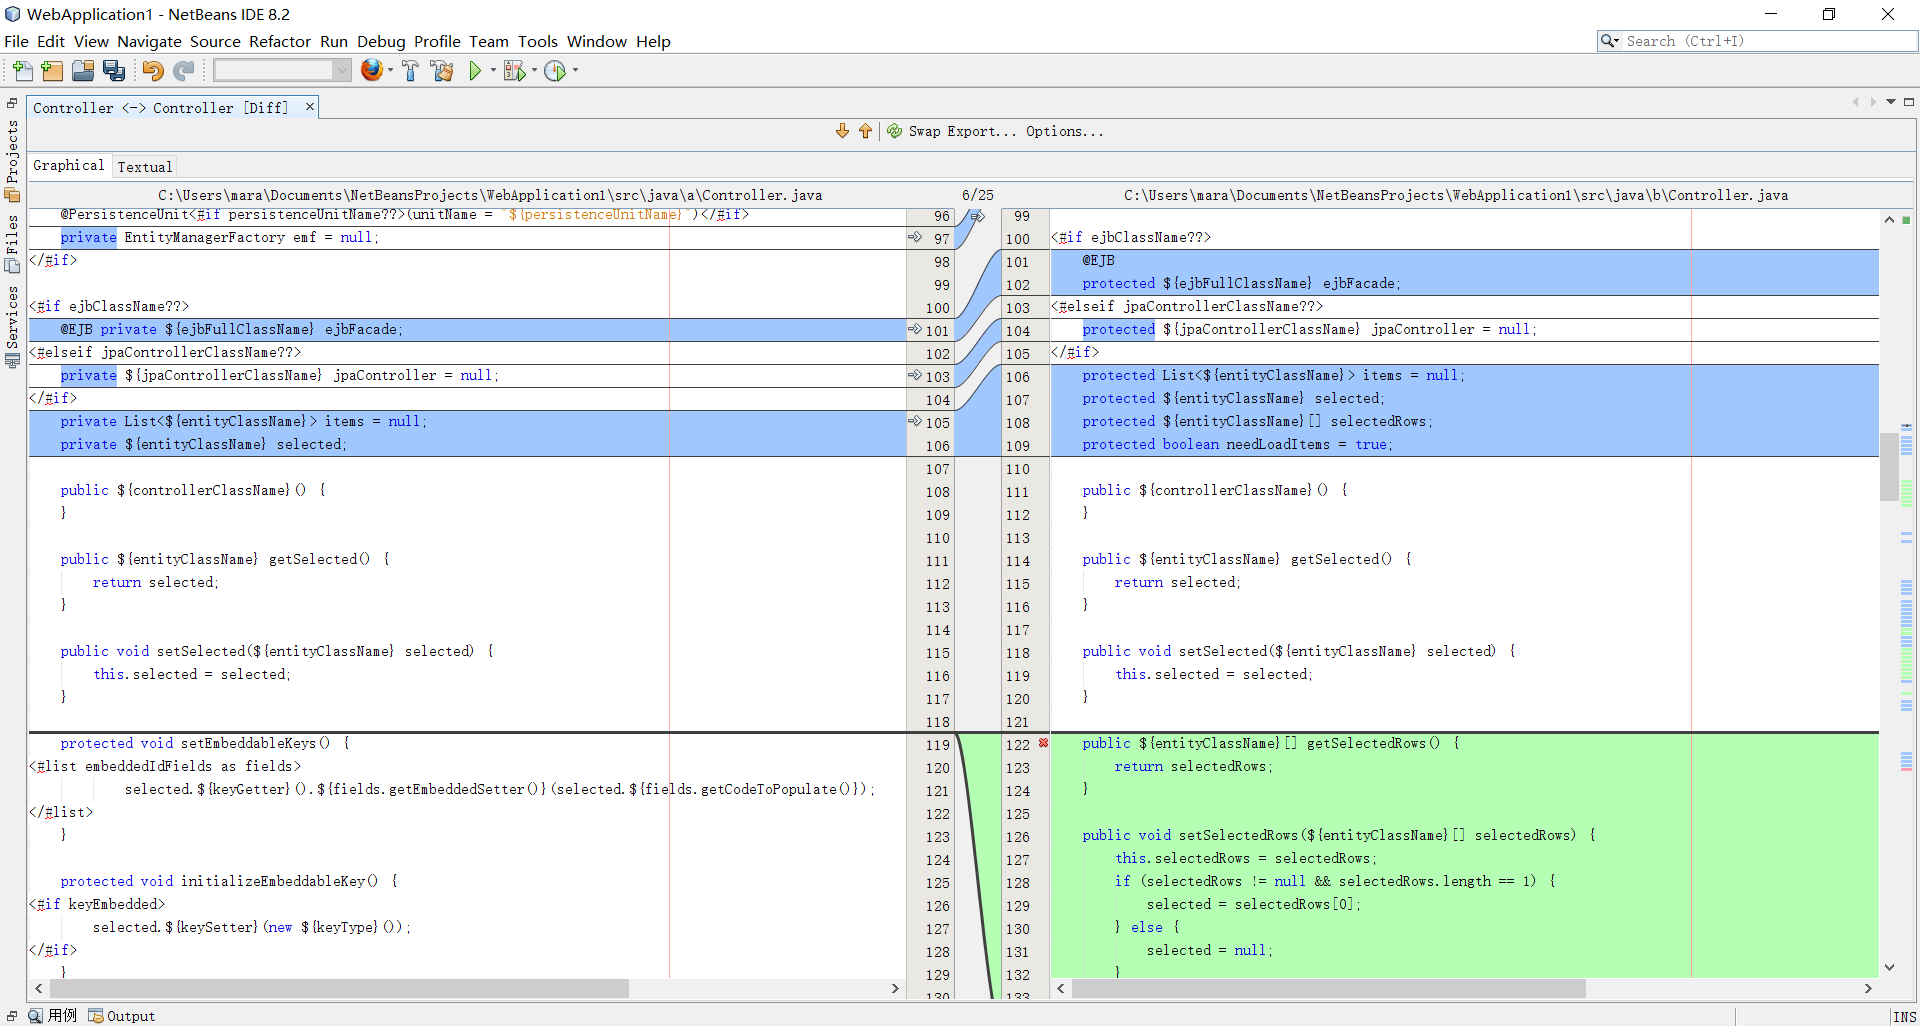 WebApplication1 - NetBeans IDE 8.2
File Edit View Navigate Source Refactor Run Debug Profile Team Tools Window Help
Search (Ctrl+I)
Projects
Files
Services
Controller <-> Controller [Diff]
Swap Export... Options...
Graphical Textual
C:\Users\mara\Documents\NetBeansProjects\WebApplication1\src\java\a\Controller.java
6/25
C:\Users\mara\Documents\NetBeansProjects\WebApplication1\src\java\b\Controller.java
@PersistenceUnit<#if persistenceUnitName??>(unitName = "${persistenceUnitName}")</#if> 96
private EntityManagerFactory emf = null; 97
</#if> 98
99
<#if ejbClassName??> 100
@EJB private ${ejbFullClassName} ejbFacade; 101
<#elseif jpaControllerClassName??> 102
private ${jpaControllerClassName} jpaController = null; 103
</#if> 104
private List<${entityClassName}> items = null; 105
private ${entityClassName} selected; 106
107
public ${controllerClassName}() { 108
} 109
110
public ${entityClassName} getSelected() { 111
return selected; 112
} 113
114
public void setSelected(${entityClassName} selected) { 115
this.selected = selected; 116
} 117
118
protected void setEmbeddableKeys() { 119
<#list embeddedIdFields as fields> 120
selected.${keyGetter}().${fields.getEmbeddedSetter()}(selected.${fields.getCodeToPopulate()}); 121
</#list> 122
} 123
124
protected void initializeEmbeddableKey() { 125
<#if keyEmbedded> 126
selected.${keySetter}(new ${keyType}()); 127
</#if> 128
} 129
130
99
100 <#if ejbClassName??>
101 @EJB
102 protected ${ejbFullClassName} ejbFacade;
103 <#elseif jpaControllerClassName??>
104 protected ${jpaControllerClassName} jpaController = null;
105 </#if>
106 protected List<${entityClassName}> items = null;
107 protected ${entityClassName} selected;
108 protected ${entityClassName}[] selectedRows;
109 protected boolean needLoadItems = true;
110
111 public ${controllerClassName}() {
112 }
113
114 public ${entityClassName} getSelected() {
115 return selected;
116 }
117
118 public void setSelected(${entityClassName} selected) {
119 this.selected = selected;
120 }
121
122 public ${entityClassName}[] getSelectedRows() {
123 return selectedRows;
124 }
125
126 public void setSelectedRows(${entityClassName}[] selectedRows) {
127 this.selectedRows = selectedRows;
128 if (selectedRows != null && selectedRows.length == 1) {
129 selected = selectedRows[0];
130 } else {
131 selected = null;
132 }
133
用例 Output
INS